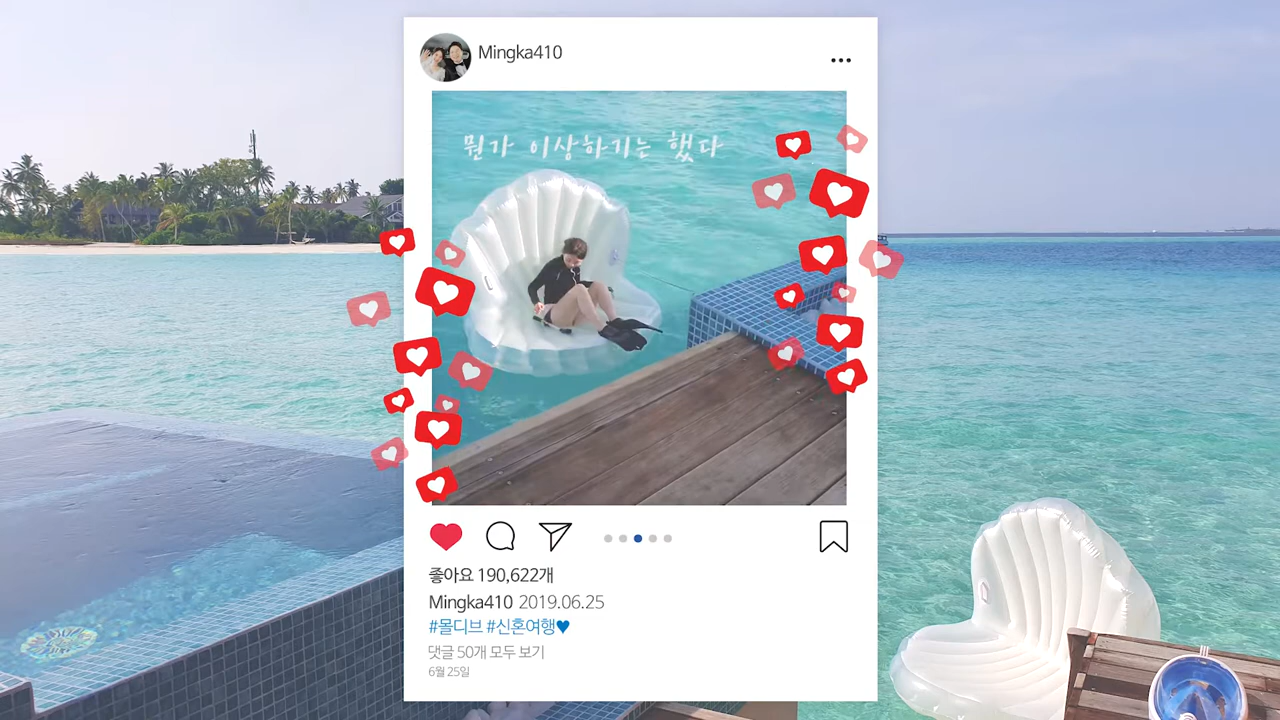 Mingka410
뭔가 이상하기는 했다
좋아요 190,622개
Mingka410 2019.06.25
#몰디브 #신혼여행♥
댓글 50개 모두 보기
6월 25일